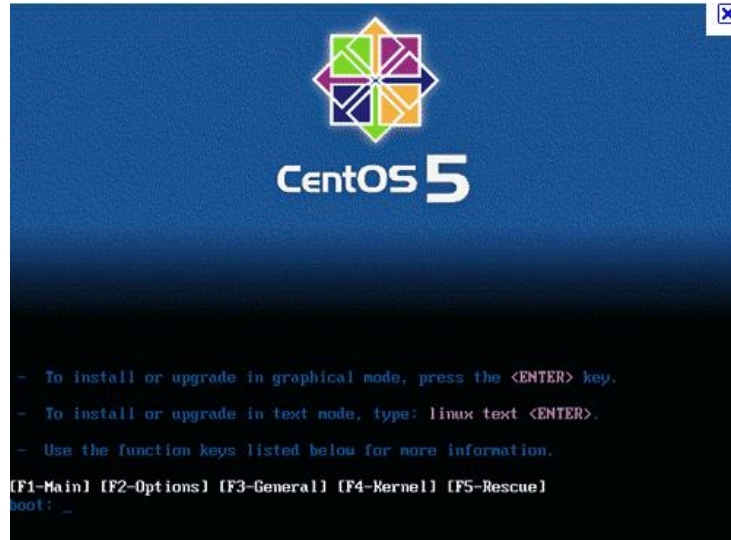 CentOS 5
- To install or upgrade in graphical mode, press the <ENTER> key.
- To install or upgrade in text mode, type: linux text <ENTER>.
- Use the function keys listed below for more information.
[F1-Main] [F2-Options] [F3-General] [F4-Kernel] [F5-Rescue]
boot: _